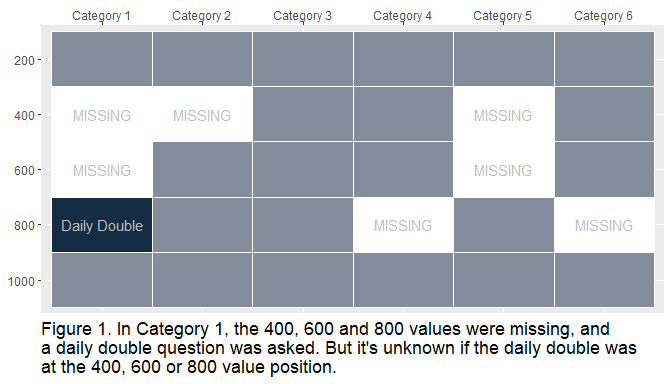 Category 1 Category 2 Category 3 Category 4 Category 5 Category 6
200
400 MISSING MISSING MISSING
600 MISSING MISSING
800 Daily Double MISSING MISSING
1000
Figure 1. In Category 1, the 400, 600 and 800 values were missing, and
a daily double question was asked. But it's unknown if the daily double was
at the 400, 600 or 800 value position.